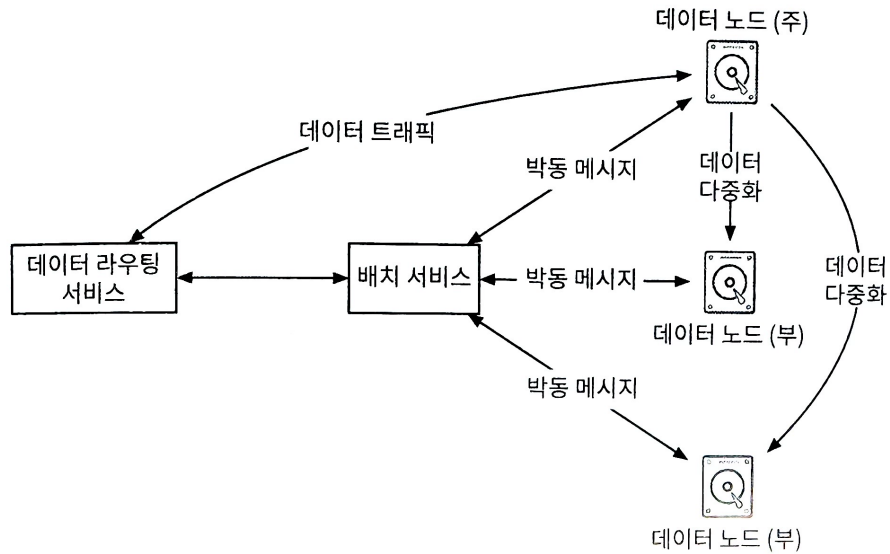 데이터 노드 (주)
데이터 트래픽
박동 메시지
데이터
다중화
데이터 라우팅
서비스
배치 서비스
박동 메시지
데이터
다중화
데이터 노드 (부)
박동 메시지
데이터 노드 (부)